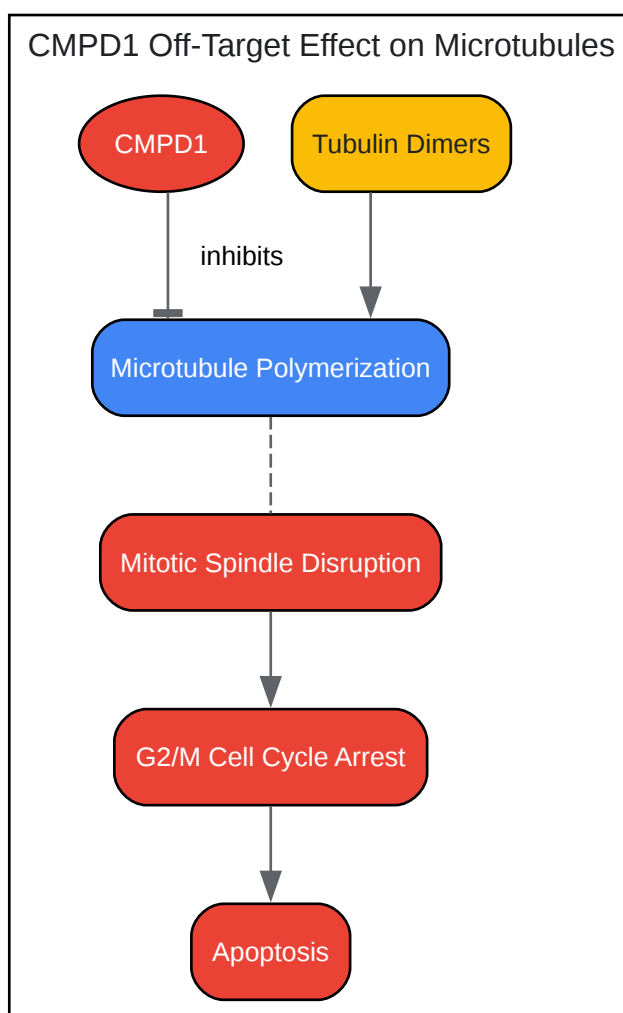 CMPD1 Off-Target Effect on Microtubules
CMPD1
Tubulin Dimers
inhibits
Microtubule Polymerization
Mitotic Spindle Disruption
G2/M Cell Cycle Arrest
Apoptosis